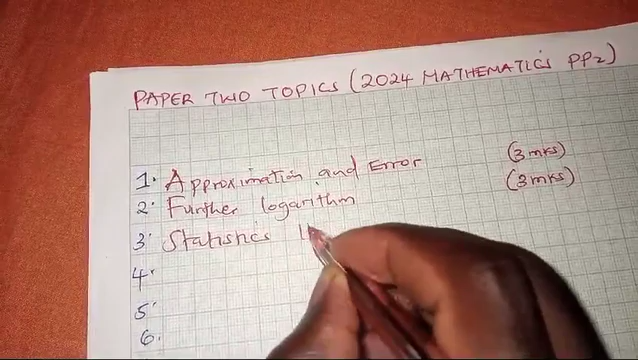 PAPER TWO TOPICS (2024 MATHEMATICS PP2)
1. Approximation and Error (3mks)
2. Further logarithm (3mks)
3. Statistics
4.
5.
6.